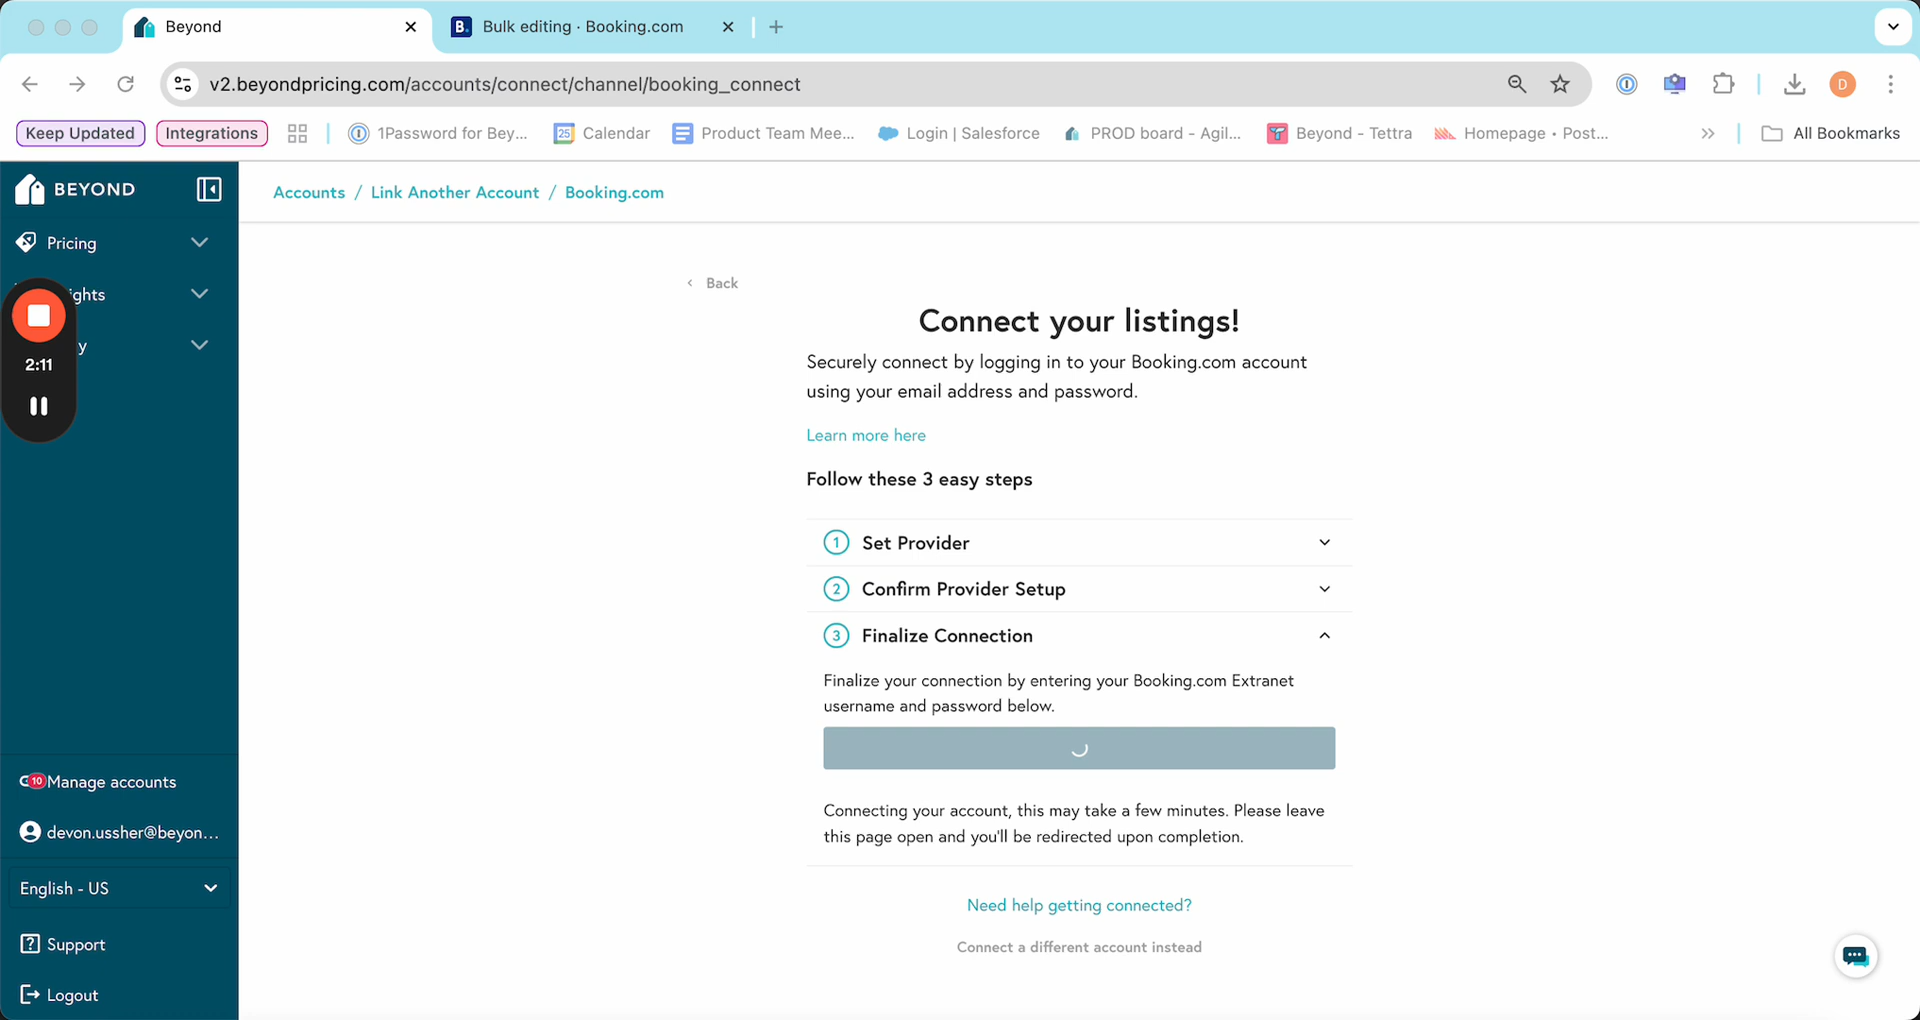 Beyond
B. Bulk editing · Booking.com
v2.beyondpricing.com/accounts/connect/channel/booking_connect
D
Keep Updated
Integrations
1Password for Bey...
25 Calendar
Product Team Mee...
Login | Salesforce
PROD board - Agil...
Beyond - Tettra
Homepage • Post...
All Bookmarks
BEYOND
Accounts / Link Another Account / Booking.com
Pricing
ights
y
2:11
Back
Connect your listings!
Securely connect by logging in to your Booking.com account
using your email address and password.
Learn more here
Follow these 3 easy steps
1 Set Provider
2 Confirm Provider Setup
3 Finalize Connection
Finalize your connection by entering your Booking.com Extranet
username and password below.
Connecting your account, this may take a few minutes. Please leave
this page open and you'll be redirected upon completion.
Need help getting connected?
Connect a different account instead
10 Manage accounts
devon.ussher@beyon...
English - US
Support
Logout